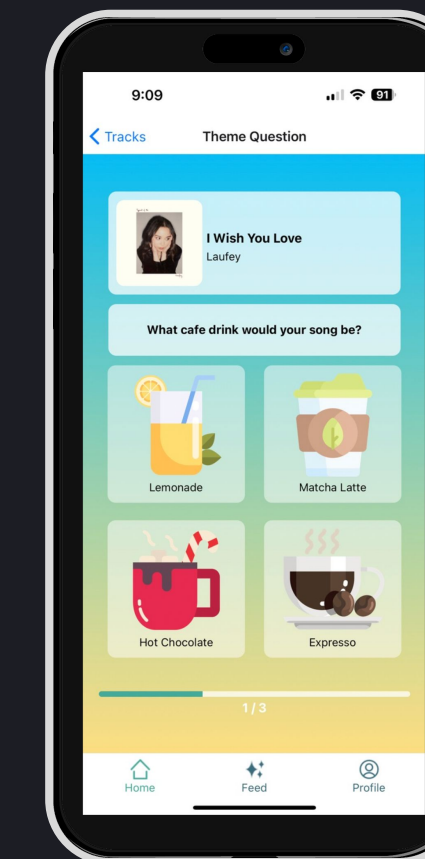 9:09
91
Tracks
Theme Question
I Wish You Love
Laufey
What cafe drink would your song be?
Lemonade
Matcha Latte
Hot Chocolate
Expresso
1/3
Home
Feed
Profile